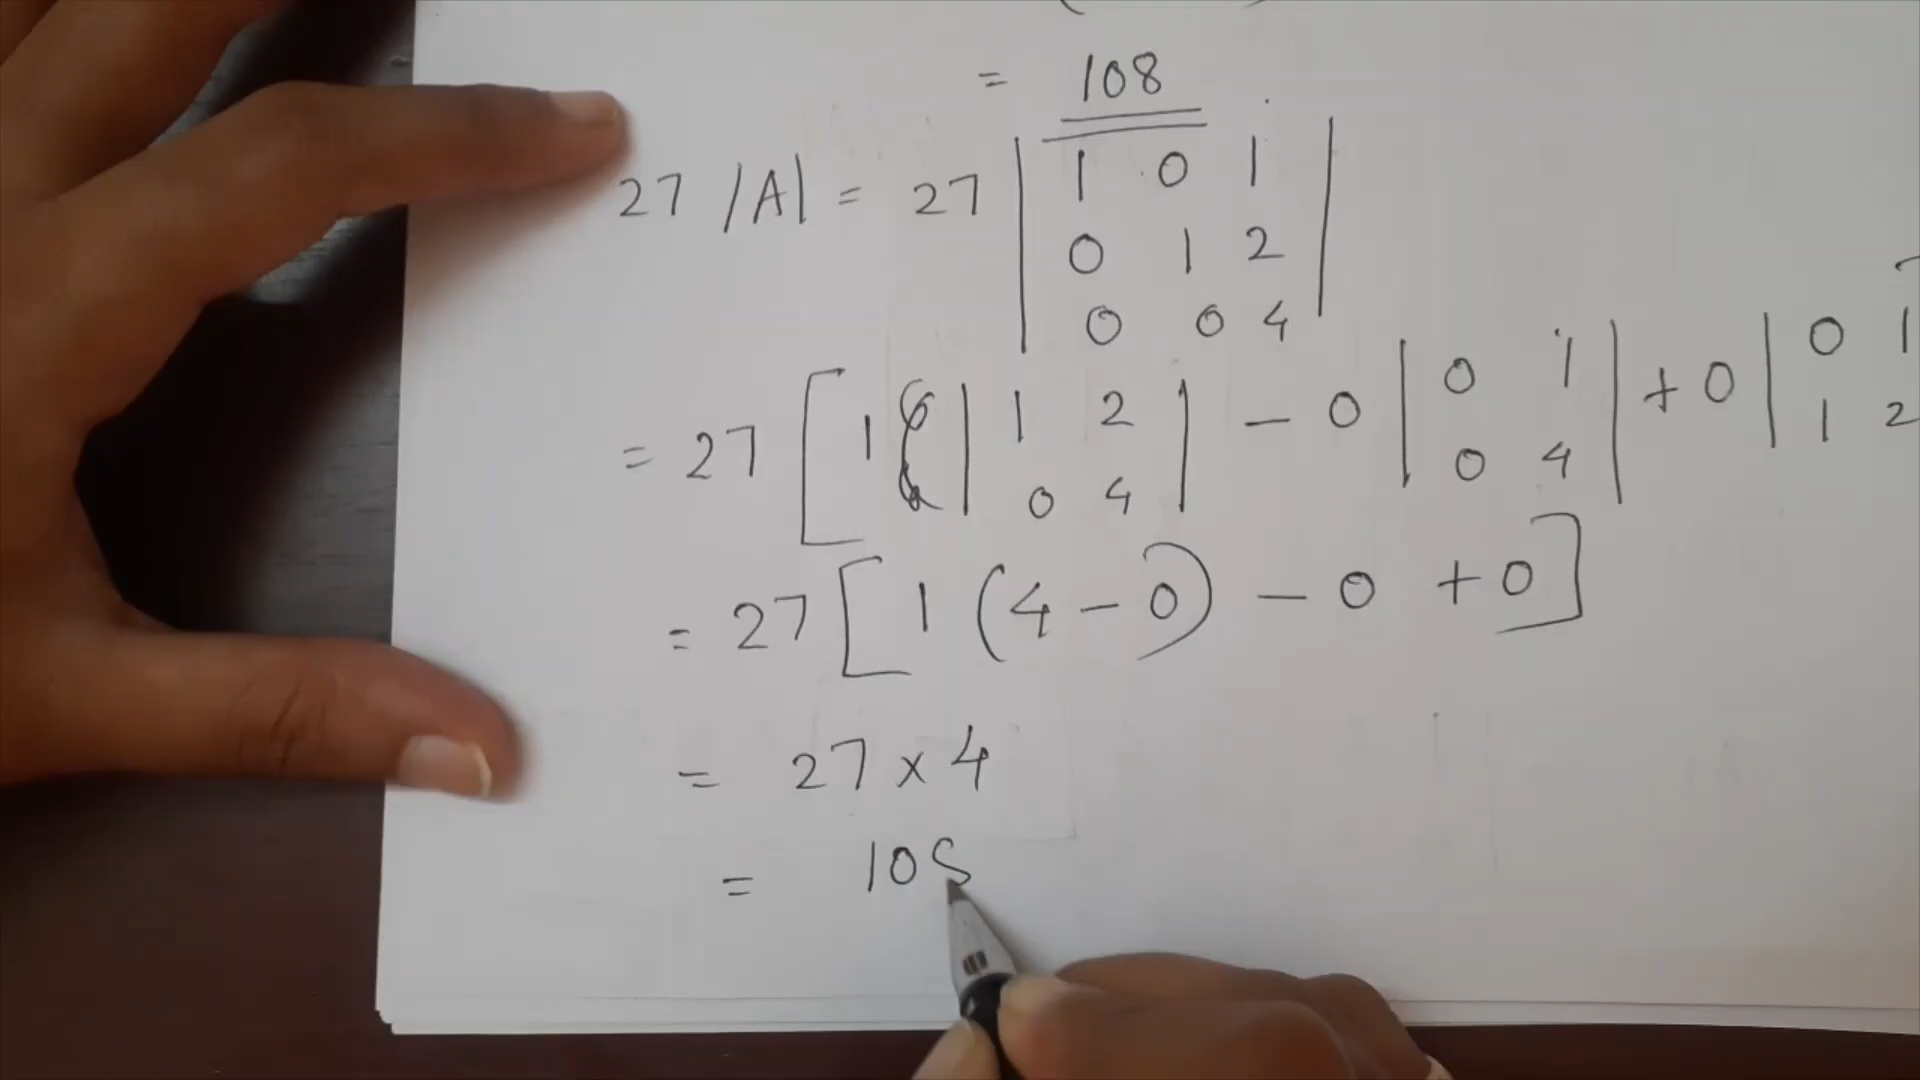 = 108
27 |A| = 27 | 1 0 1 |
| 0 1 2 |
| 0 0 4 |
= 27 [ 1 | 1 2 | - 0 | 0 1 | + 0 | 0 1
| 0 4 | | 0 4 | | 1 2
= 27 [ 1 (4 - 0) - 0 + 0 ]
= 27 × 4
= 10